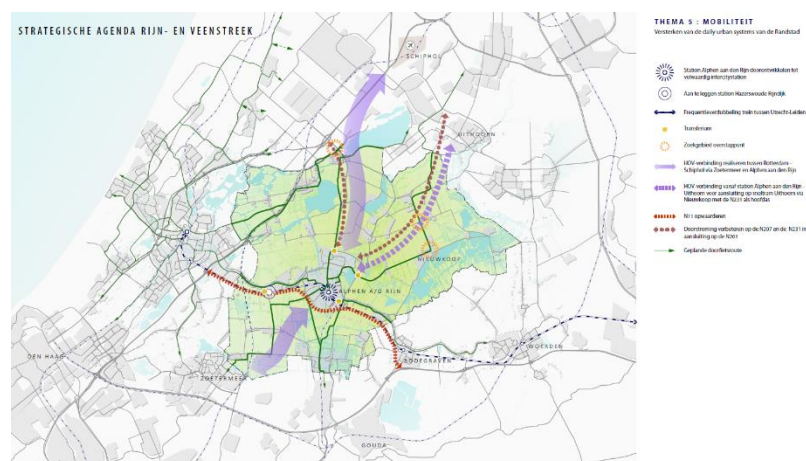 STRATEGISCHE AGENDA RIJN- EN VEENSTREEK
SCHIPHOL
UITHOORN
NIEUWKOOP
ALPHEN A/D RIJN
DEN HAAG
ZOETERMEER
BODEGRAVEN
WOERDEN
GOUDA
THEMA 5 : MOBILITEIT
Versterken van de daily urban systems van de Randstad
Station Alphen aan den Rijn doorontwikkelen tot
volwaardig intercitystation
Aan te leggen station Hazerswoude Rijndijk
Frequentieverdubbeling trein tussen Utrecht-Leiden
Transferium
Zoekgebied overstappunt
HOV-verbinding realiseren tussen Rotterdam -
Schiphol via Zoetermeer en Alphen aan den Rijn
HOV-verbinding vanaf station Alphen aan den Rijn -
Uithoorn voor aansluiting op sneltram Uithoorn via
Nieuwkoop met de N231 als hoofdas
N11 opwaarderen
Doorstroming verbeteren op de N207 en de N231 in
aansluiting op de N201
Geplande doorfietsroute